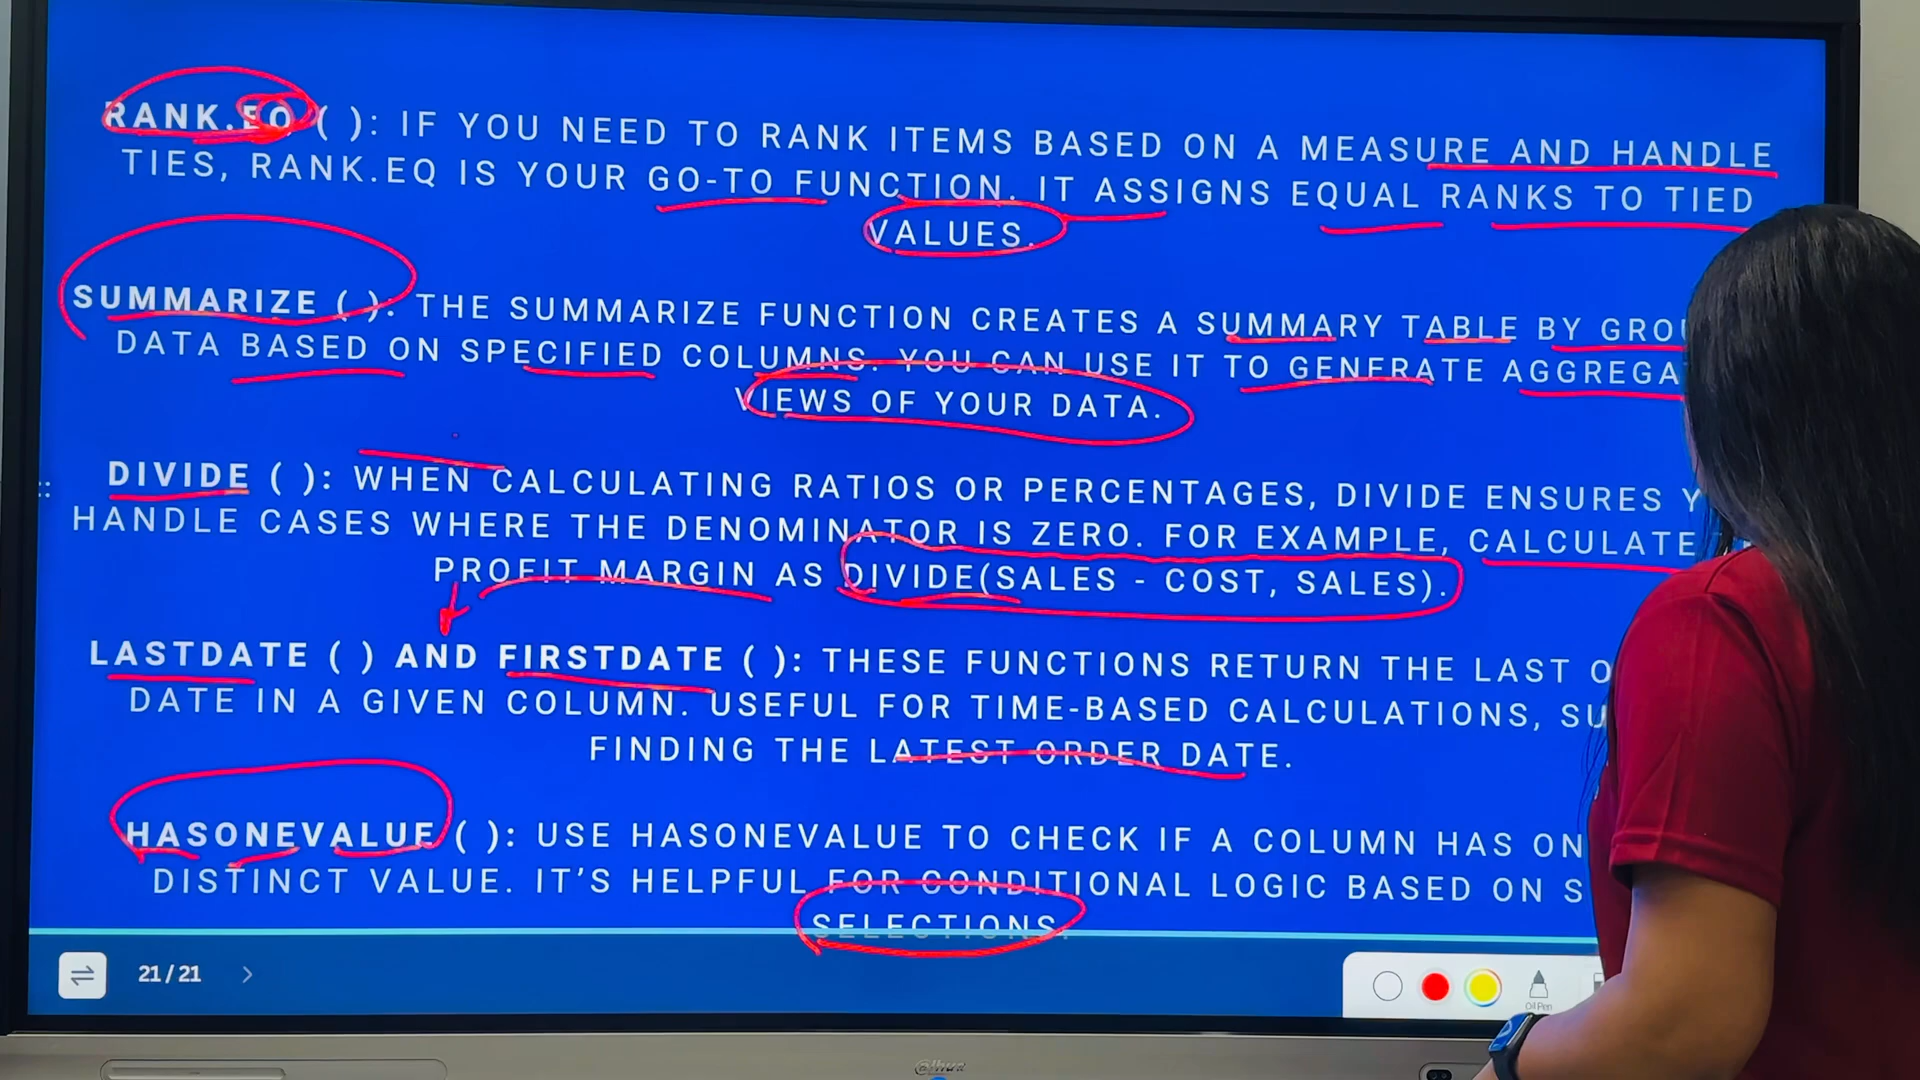 RANK.EQ ( ): IF YOU NEED TO RANK ITEMS BASED ON A MEASURE AND HANDLE
TIES, RANK.EQ IS YOUR GO-TO FUNCTION. IT ASSIGNS EQUAL RANKS TO TIED
VALUES.
SUMMARIZE ( ): THE SUMMARIZE FUNCTION CREATES A SUMMARY TABLE BY
DATA BASED ON SPECIFIED COLUMNS. YOU CAN USE IT TO GENERATE
VIEWS OF YOUR DATA.
DIVIDE ( ): WHEN CALCULATING RATIOS OR PERCENTAGES, DIVIDE ENSURES
HANDLE CASES WHERE THE DENOMINATOR IS ZERO. FOR EXAMPLE, CALCULATE
PROFIT MARGIN AS DIVIDE(SALES - COST, SALES).
LASTDATE ( ) AND FIRSTDATE ( ): THESE FUNCTIONS RETURN THE LAST
DATE IN A GIVEN COLUMN. USEFUL FOR TIME-BASED CALCULATIONS,
FINDING THE LATEST ORDER DATE.
HASONEVALUE ( ): USE HASONEVALUE TO CHECK IF A COLUMN HAS
DISTINCT VALUE. IT'S HELPFUL FOR CONDITIONAL LOGIC BASED ON
SELECTIONS.
21 / 21
Pen
alhua